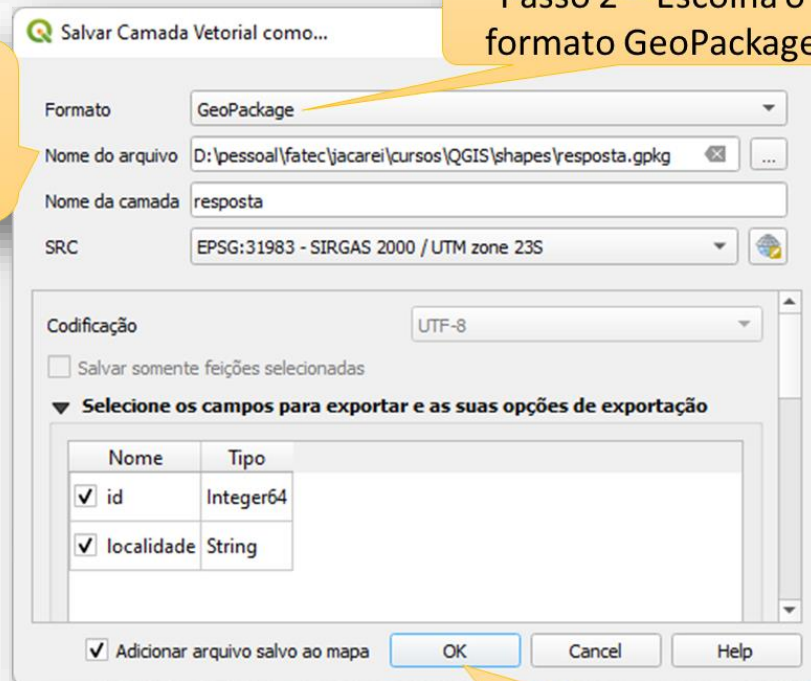 Passo 2 – Escolha o
formato GeoPackage
Salvar Camada Vetorial como...
Formato GeoPackage
Nome do arquivo D:\pessoal\fatec\jacarei\cursos\QGIS\shapes\resposta.gpkg ...
Nome da camada resposta
SRC EPSG:31983 - SIRGAS 2000 / UTM zone 23S
Codificação UTF-8
Salvar somente feições selecionadas
Selecione os campos para exportar e as suas opções de exportação
Nome Tipo
id Integer64
localidade String
Adicionar arquivo salvo ao mapa OK Cancel Help